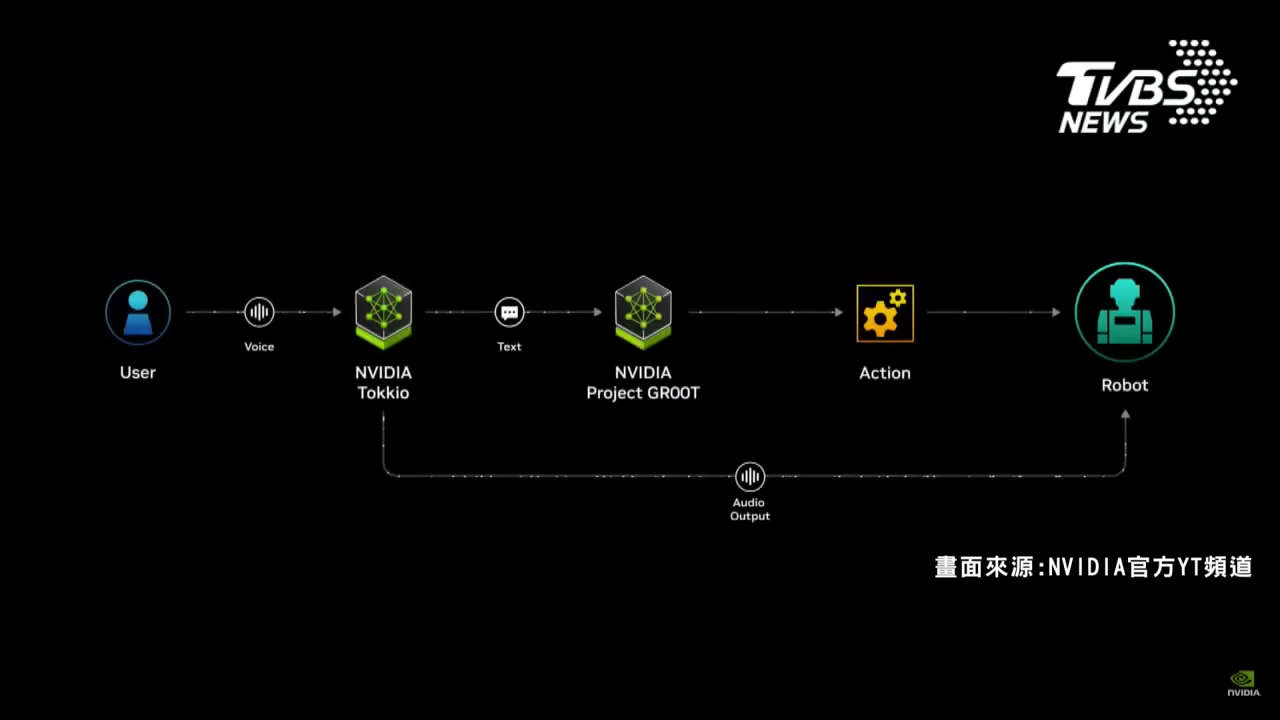 TVBS
NEWS
Voice
Text
User
NVIDIA
Tokkio
NVIDIA
Project GR00T
Action
Robot
Audio
Output
畫面來源:NVIDIA官方YT頻道
NVIDIA